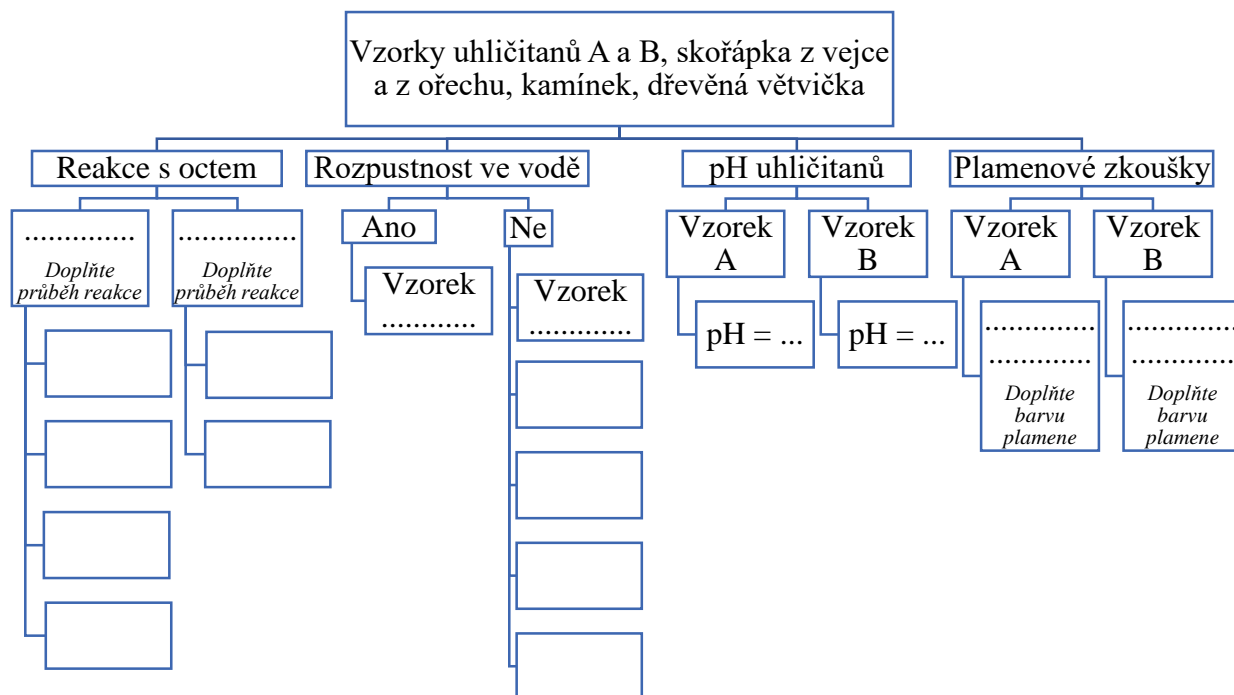 Vzorky uhličitanů A a B, skořápka z vejce
a z ořechu, kamínek, dřevěná větvička
Reakce s octem
Rozpustnost ve vodě
pH uhličitanů
Plamenové zkoušky
..............
Doplňte
průběh reakce
..............
Doplňte
průběh reakce
Ano
Ne
Vzorek
A
Vzorek
B
Vzorek
A
Vzorek
B
Vzorek
............
Vzorek
............
pH = ...
pH = ...
.............
.............
Doplňte
barvu
plamene
.............
.............
Doplňte
barvu
plamene